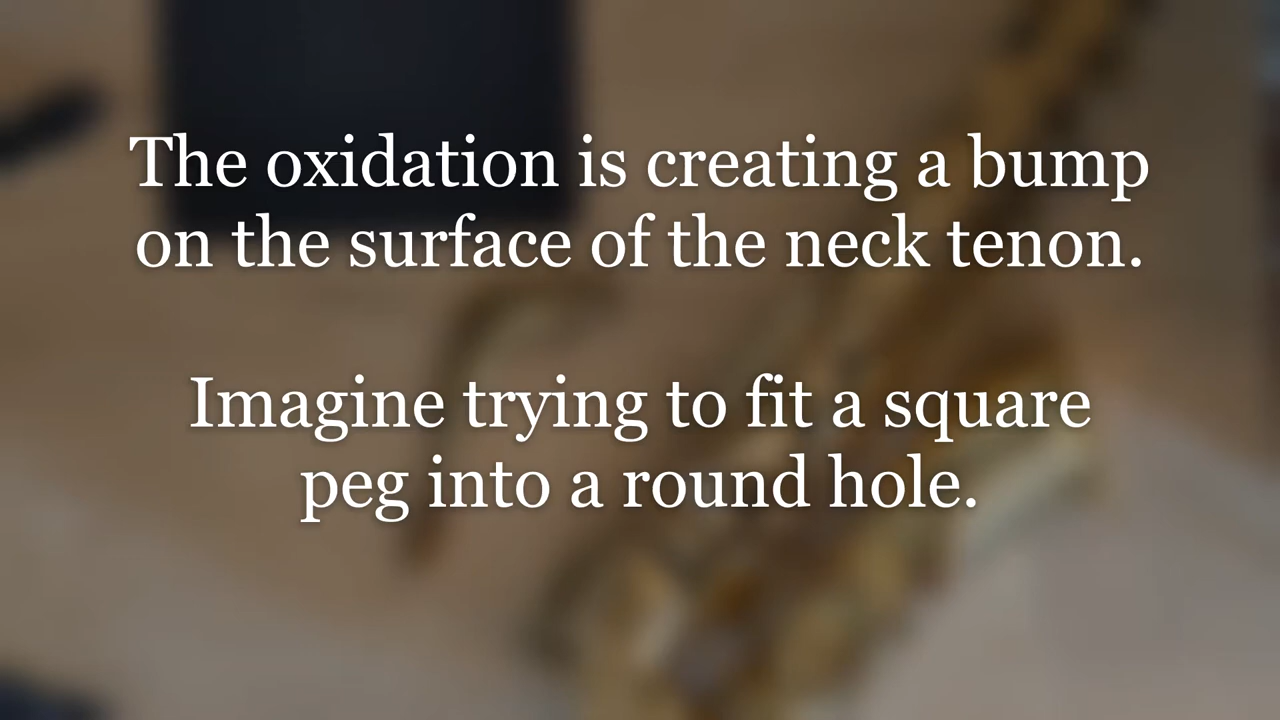 The oxidation is creating a bump
on the surface of the neck tenon.
Imagine trying to fit a square
peg into a round hole.